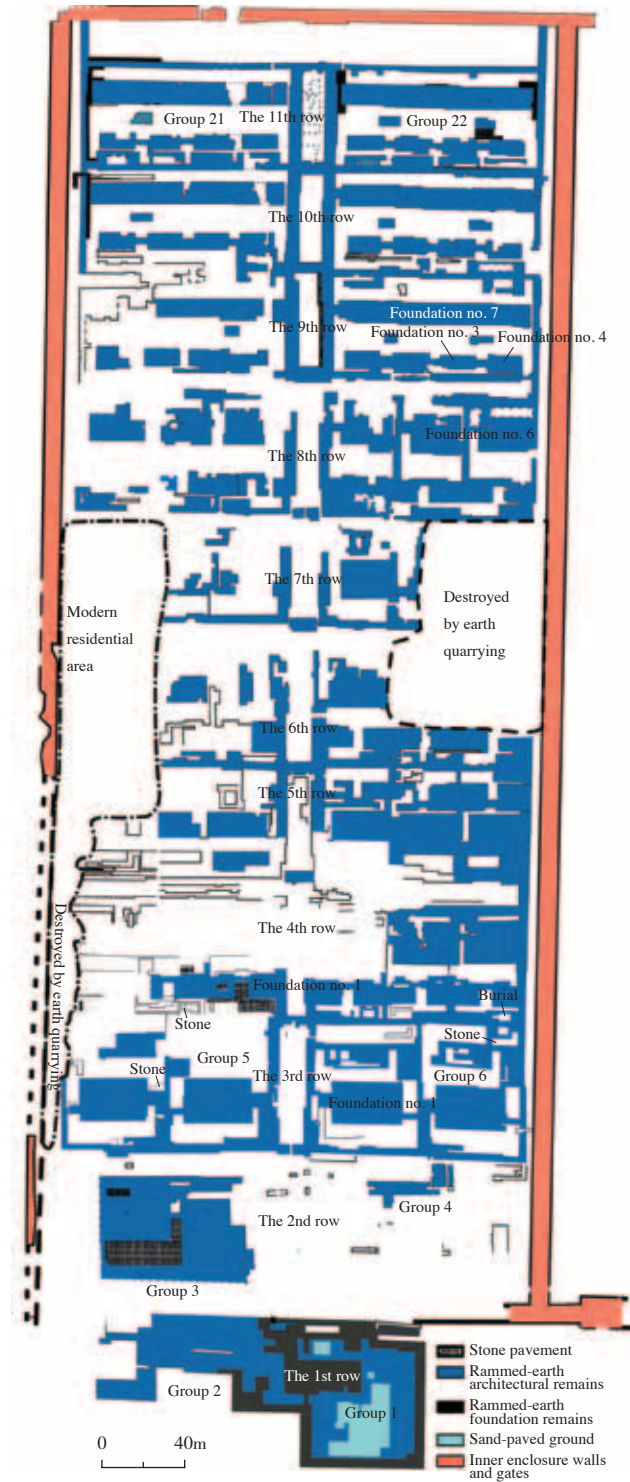 Group 21
The 11th row
Group 22
The 10th row
Foundation no. 7
The 9th row
Foundation no. 3
Foundation no. 4
Foundation no. 6
The 8th row
The 7th row
Modern
residential
area
Destroyed
by earth
quarrying
The 6th row
The 5th row
Destroyed by earth quarrying
The 4th row
Foundation no. 1
Burial
Stone
Stone
Group 5
Stone
The 3rd row
Group 6
Foundation no. 1
The 2nd row
Group 4
Group 3
The 1st row
Group 2
Group 1
0 40m
Stone pavement
Rammed-earth
architectural remains
Rammed-earth
foundation remains
Sand-paved ground
Inner enclosure walls
and gates